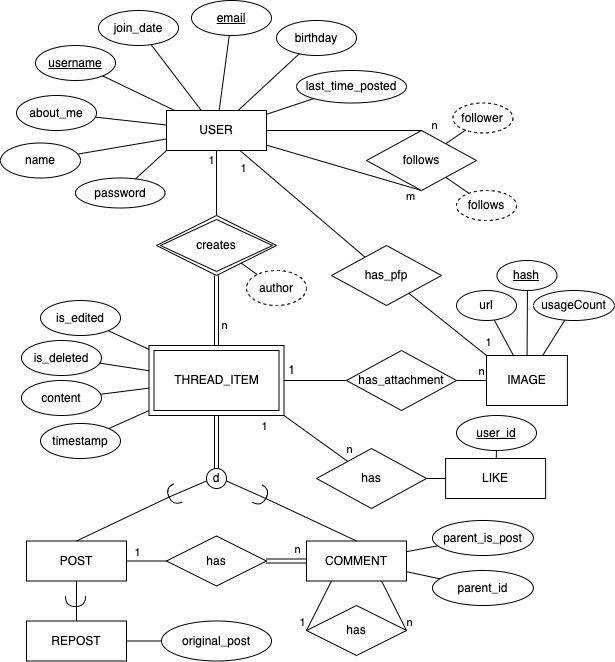 email
join_date
birthday
username
last_time_posted
about_me
n
follower
USER
name
1
1
follows
m
password
follows
creates
has_pfp
hash
author
url
usageCount
is_edited
n
1
is_deleted
THREAD_ITEM
1
has_attachment
n
IMAGE
content
1
user_id
timestamp
n
d
has
LIKE
parent_is_post
POST
1
has
n
COMMENT
parent_id
1
has
n
REPOST
original_post